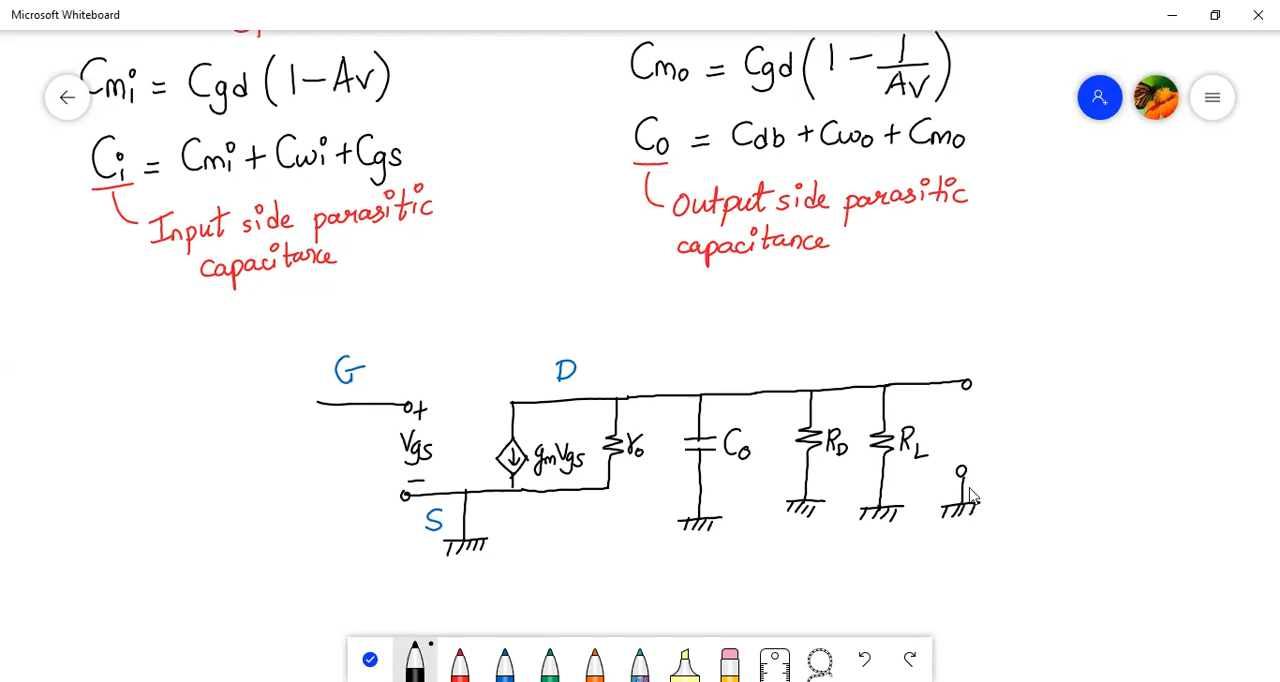 Microsoft Whiteboard
Cmi = Cgd (1 - Av)
Ci = Cmi + Cwi + Cgs
Input side parasitic
capacitance
Cmo = Cgd (1 - 1/Av)
Co = Cdb + Cwo + Cmo
Output side parasitic
capacitance
G
D
+
Vgs
-
S
gmVgs
ro
Co
RD
RL